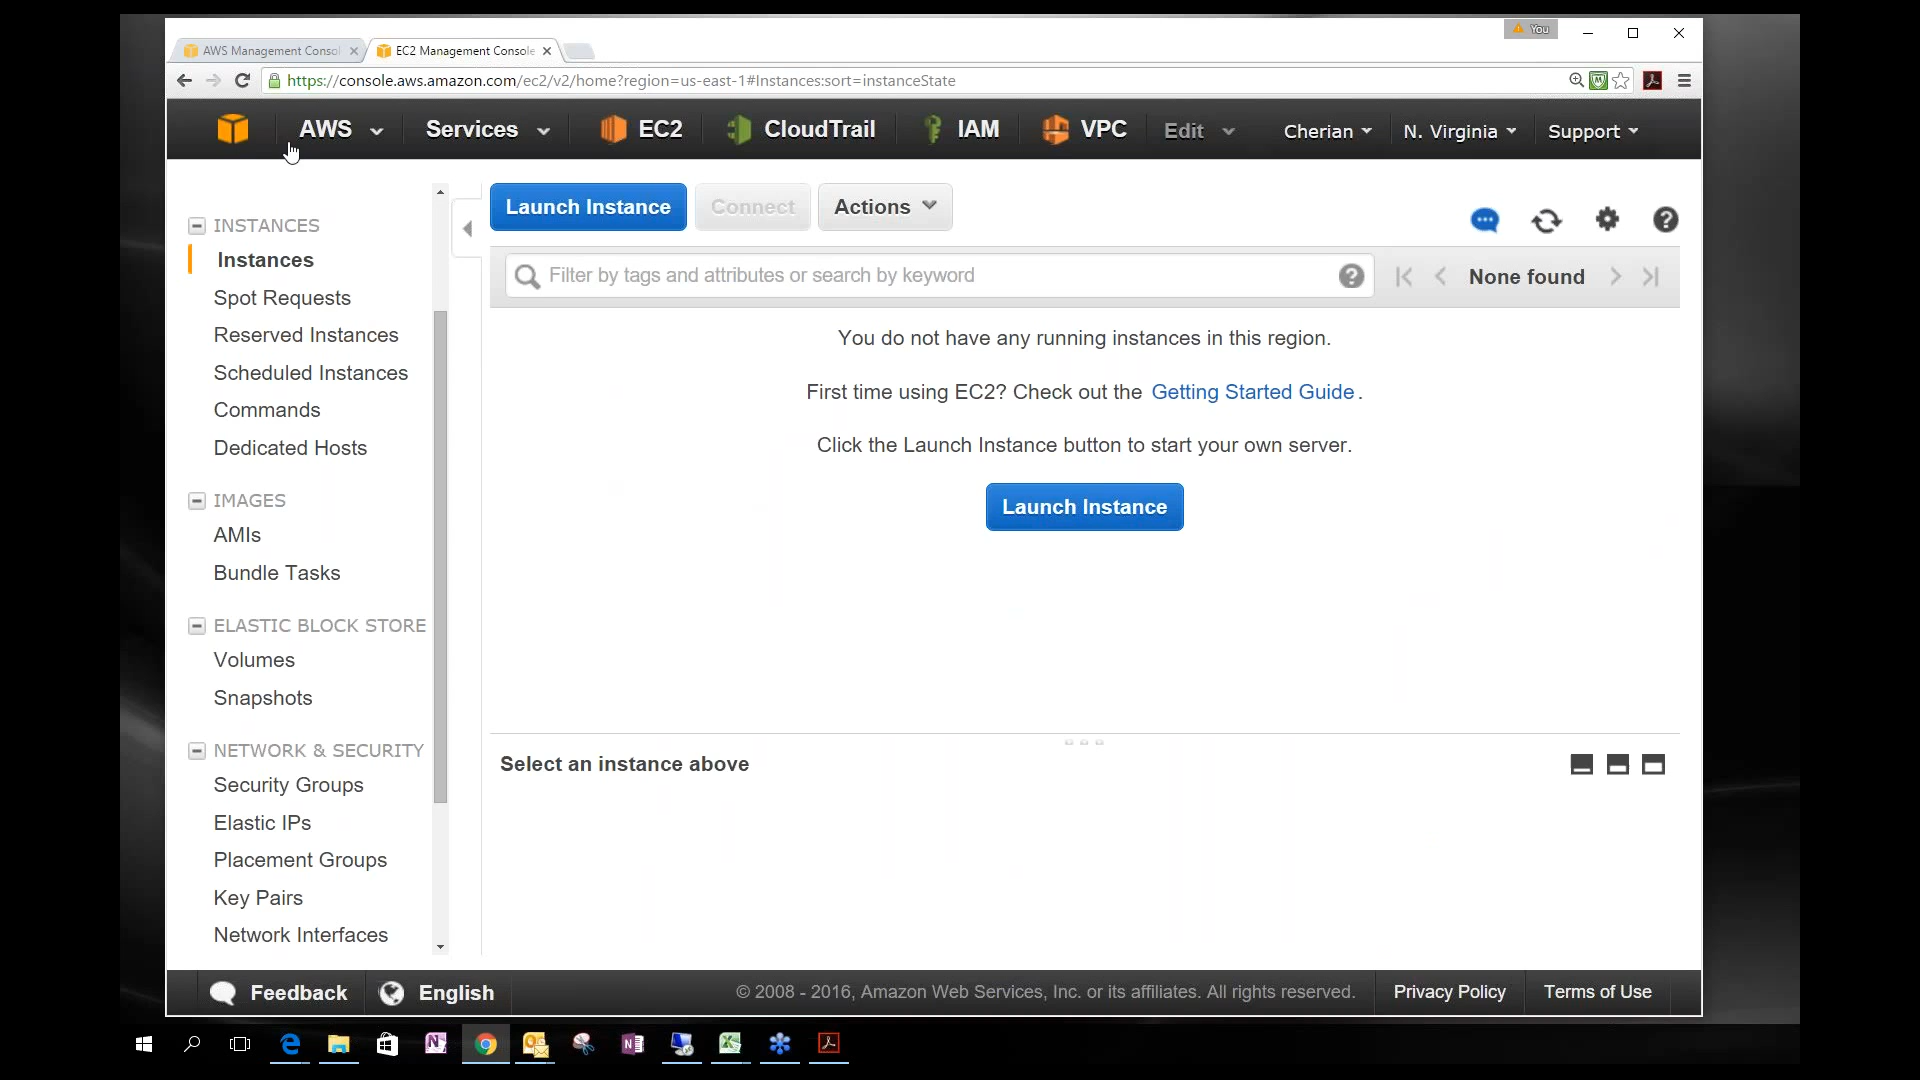 You
AWS Management Consol
EC2 Management Console
https://console.aws.amazon.com/ec2/v2/home?region=us-east-1#Instances:sort=instanceState
AWS Services EC2 CloudTrail IAM VPC Edit Cherian N. Virginia Support
INSTANCES
Instances
Spot Requests
Reserved Instances
Scheduled Instances
Commands
Dedicated Hosts
IMAGES
AMIs
Bundle Tasks
ELASTIC BLOCK STORE
Volumes
Snapshots
NETWORK & SECURITY
Security Groups
Elastic IPs
Placement Groups
Key Pairs
Network Interfaces
Launch Instance Connect Actions
Filter by tags and attributes or search by keyword
None found
You do not have any running instances in this region.
First time using EC2? Check out the Getting Started Guide.
Click the Launch Instance button to start your own server.
Launch Instance
Select an instance above
Feedback English © 2008 - 2016, Amazon Web Services, Inc. or its affiliates. All rights reserved. Privacy Policy Terms of Use